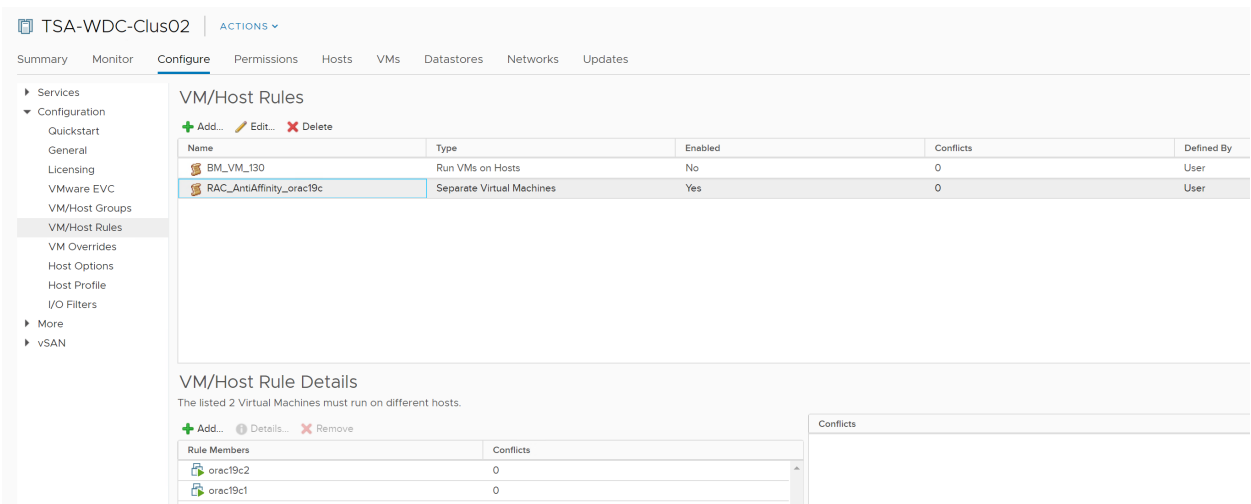 TSA-WDC-Clus02 ACTIONS
Summary Monitor Configure Permissions Hosts VMs Datastores Networks Updates
Services
Configuration
Quickstart
General
Licensing
VMware EVC
VM/Host Groups
VM/Host Rules
VM Overrides
Host Options
Host Profile
I/O Filters
More
vSAN
VM/Host Rules
Add... Edit... Delete
Name Type Enabled Conflicts Defined By
BM_VM_130 Run VMs on Hosts No 0 User
RAC_AntiAffinity_orac19c Separate Virtual Machines Yes 0 User
VM/Host Rule Details
The listed 2 Virtual Machines must run on different hosts.
Add... Details... Remove
Rule Members Conflicts
orac19c2 0
orac19c1 0
Conflicts